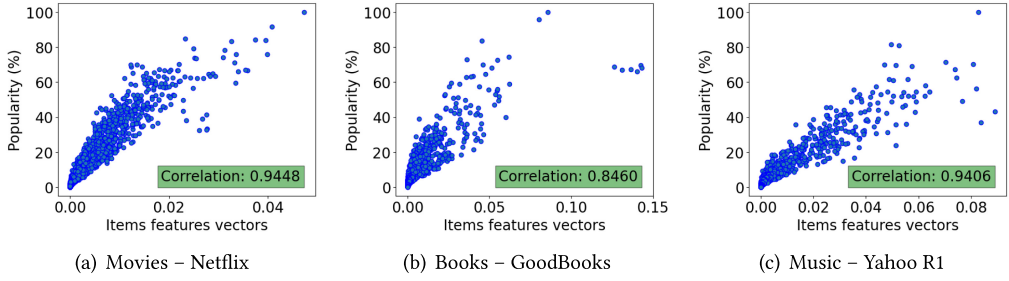 100
80
60
40
20
0
Popularity (%)
Correlation: 0.9448
0.00 0.02 0.04
Items features vectors
(a) Movies – Netflix
100
80
60
40
20
0
Popularity (%)
Correlation: 0.8460
0.00 0.05 0.10 0.15
Items features vectors
(b) Books – GoodBooks
100
80
60
40
20
0
Popularity (%)
Correlation: 0.9406
0.00 0.02 0.04 0.06 0.08
Items features vectors
(c) Music – Yahoo R1